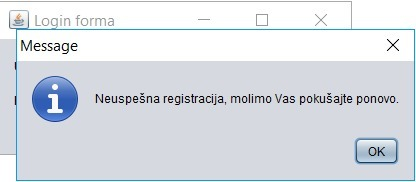 Login forma
Message
Neuspešna registracija, molimo Vas pokušajte ponovo.
OK